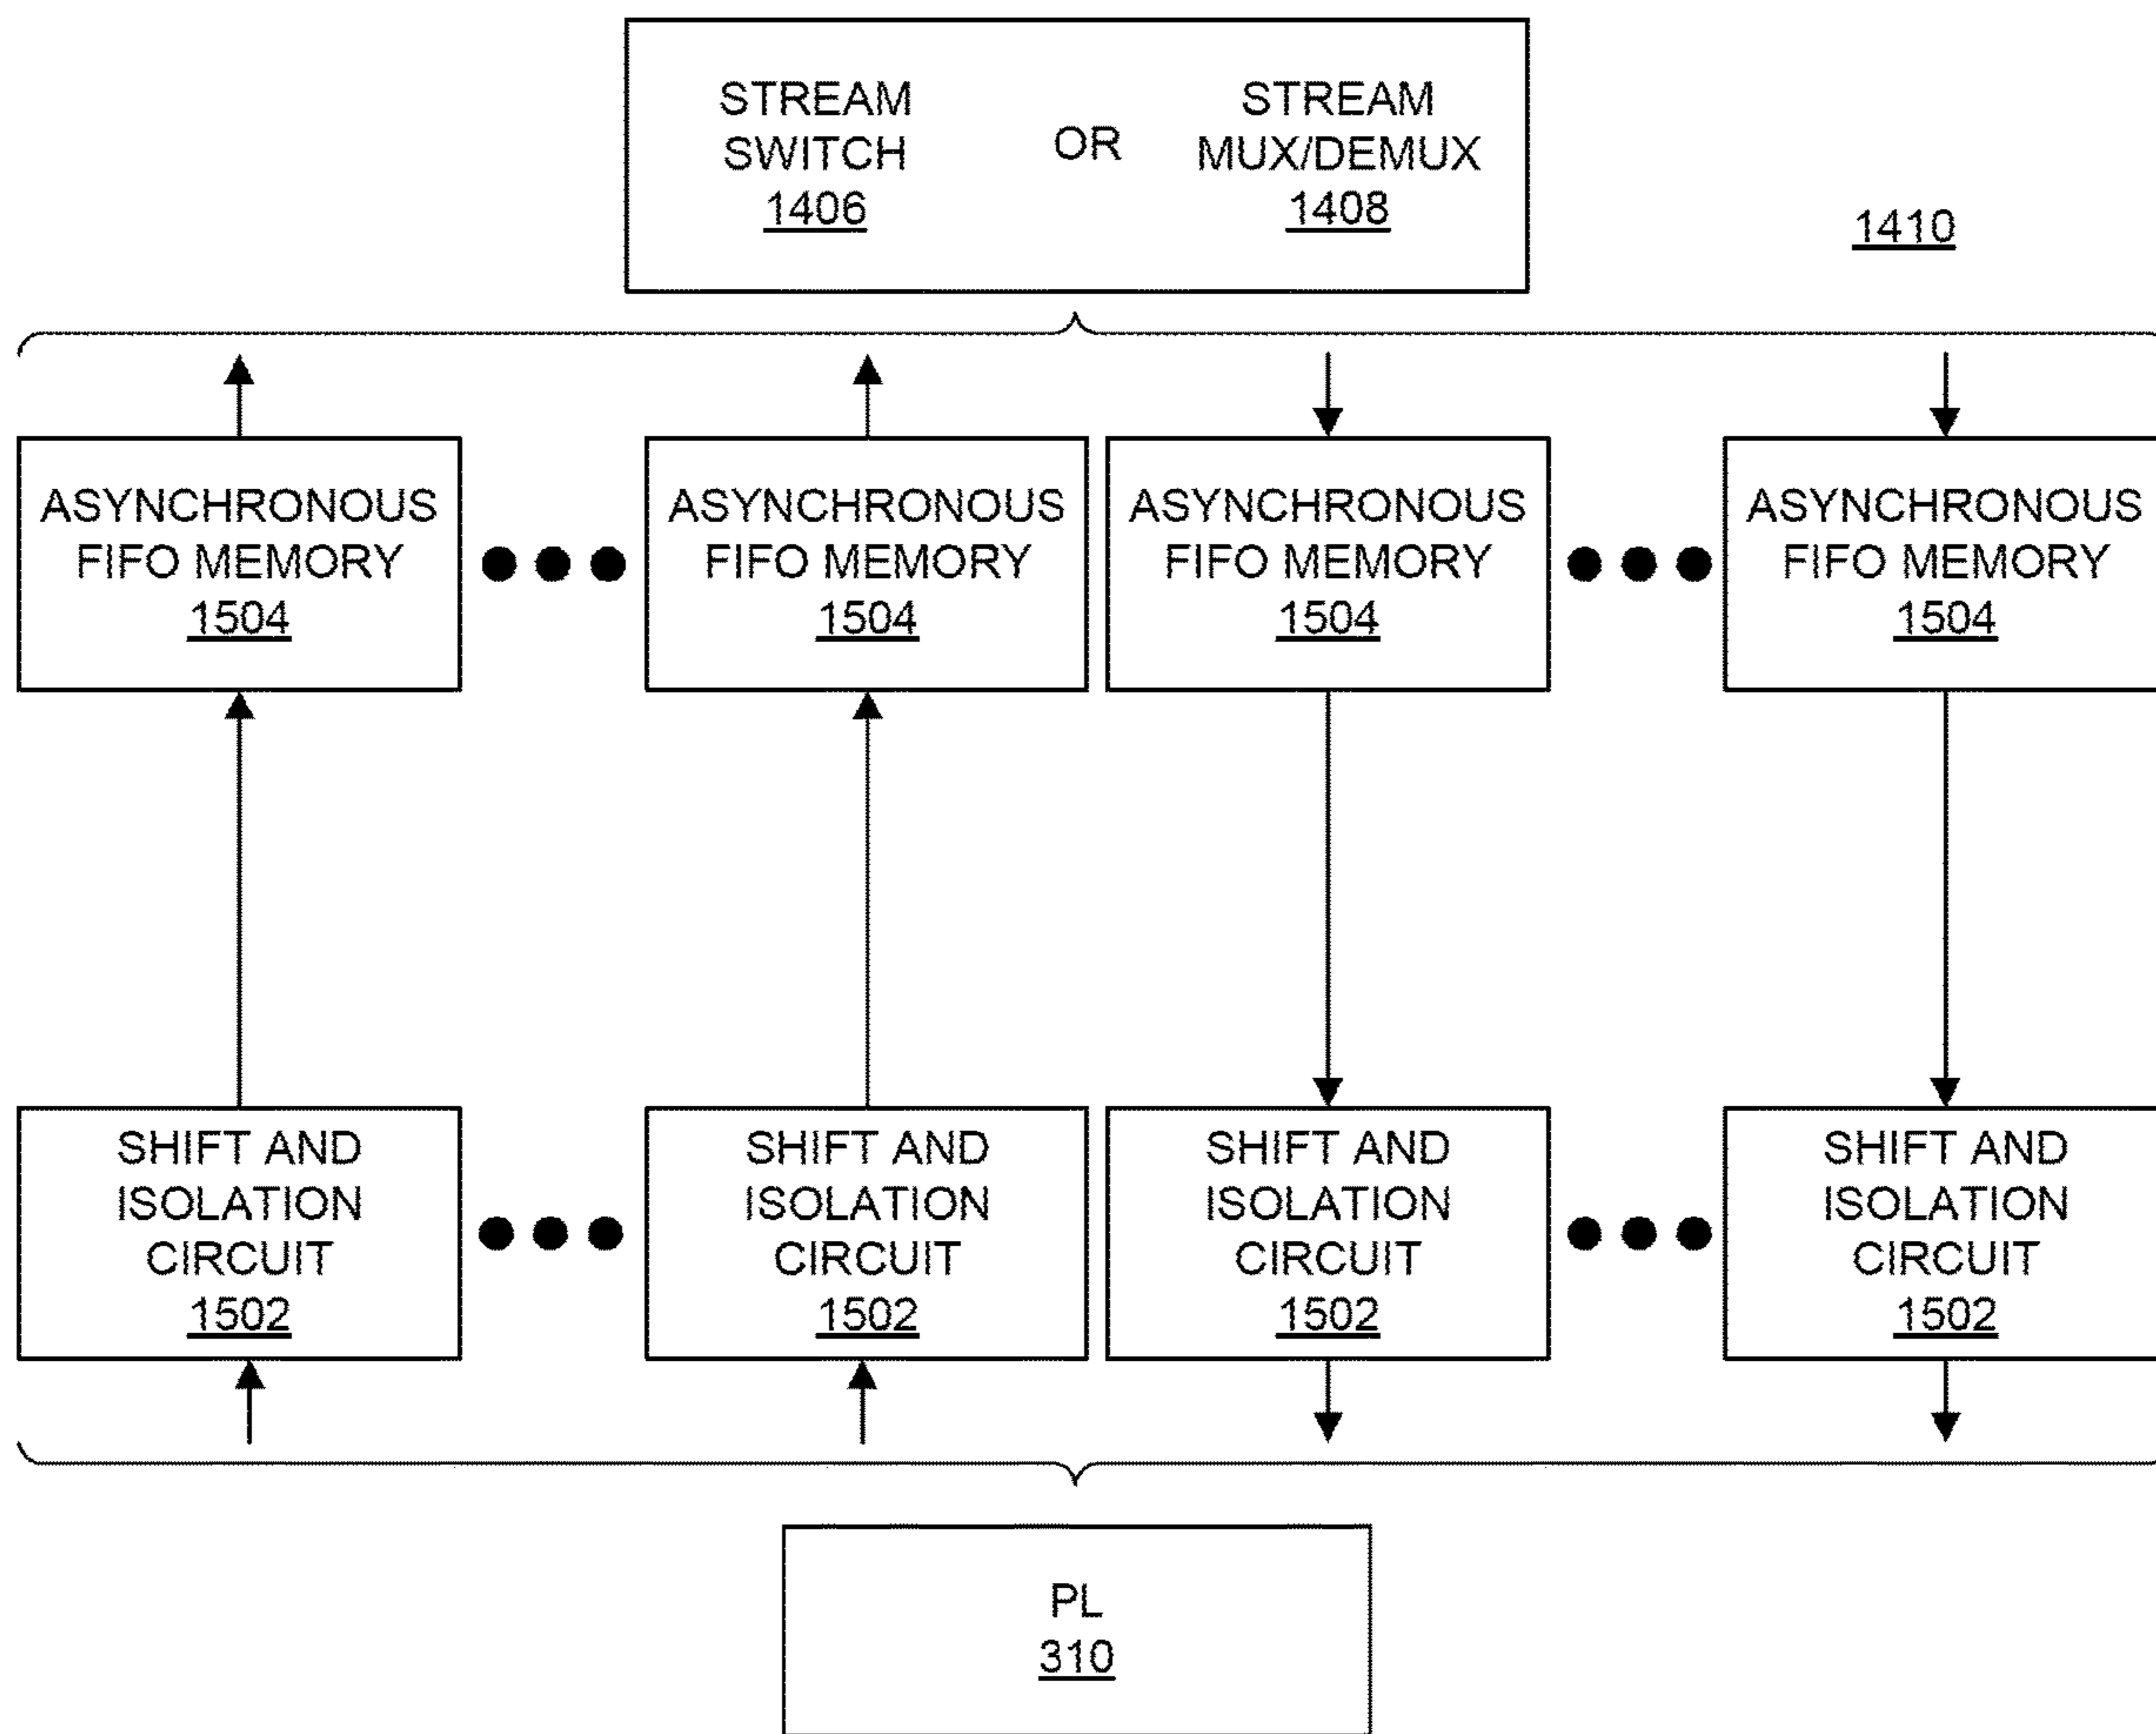 STREAM
SWITCH
1406
OR
STREAM
MUX/DEMUX
1408
1410
ASYNCHRONOUS
FIFO MEMORY
1504
ASYNCHRONOUS
FIFO MEMORY
1504
ASYNCHRONOUS
FIFO MEMORY
1504
ASYNCHRONOUS
FIFO MEMORY
1504
SHIFT AND
ISOLATION
CIRCUIT
1502
SHIFT AND
ISOLATION
CIRCUIT
1502
SHIFT AND
ISOLATION
CIRCUIT
1502
SHIFT AND
ISOLATION
CIRCUIT
1502
PL
310